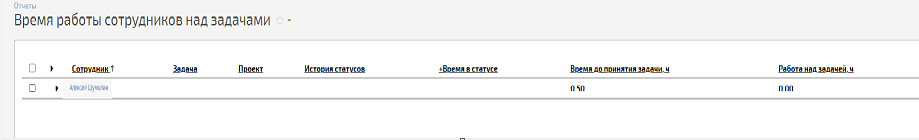 Отчеты
Время работы сотрудников над задачами
Сотрудник ↑ Задача Проект История статусов +Время в статусе Время до принятия задачи, ч Работа над задачей, ч
Алексей Шумилин 0.50 0.00